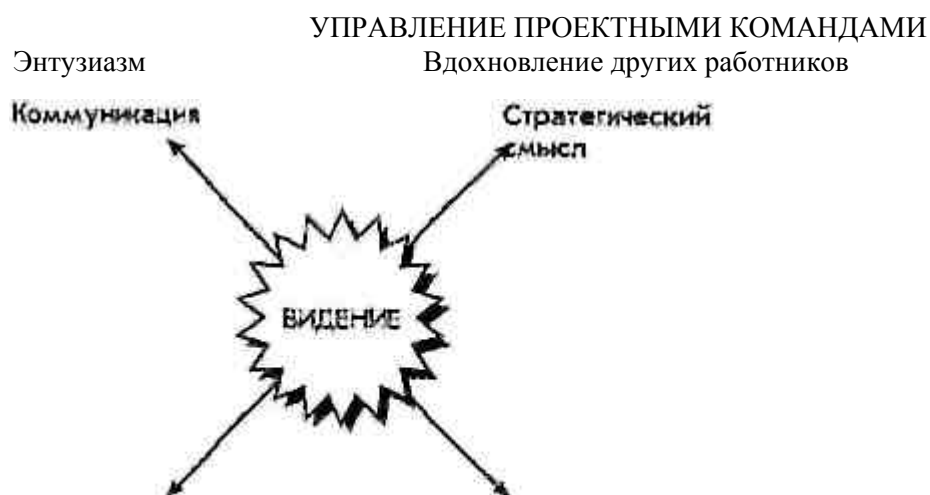 УПРАВЛЕНИЕ ПРОЕКТНЫМИ КОМАНДАМИ
Энтузиазм Вдохновление других работников
Коммуникация Стратегический
смысл
ВИДЕНИЕ